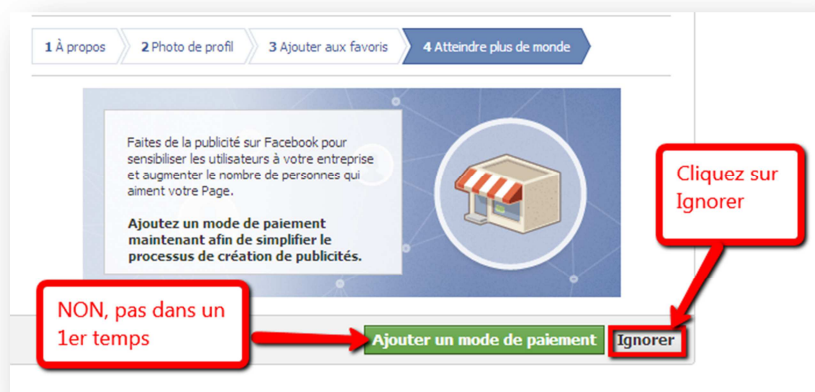 1 À propos
2 Photo de profil
3 Ajouter aux favoris
4 Atteindre plus de monde
Faites de la publicité sur Facebook pour
sensibiliser les utilisateurs à votre entreprise
et augmenter le nombre de personnes qui
aiment votre Page.
Ajoutez un mode de paiement
maintenant afin de simplifier le
processus de création de publicités.
Cliquez sur
Ignorer
NON, pas dans un
1er temps
Ajouter un mode de paiement
Ignorer